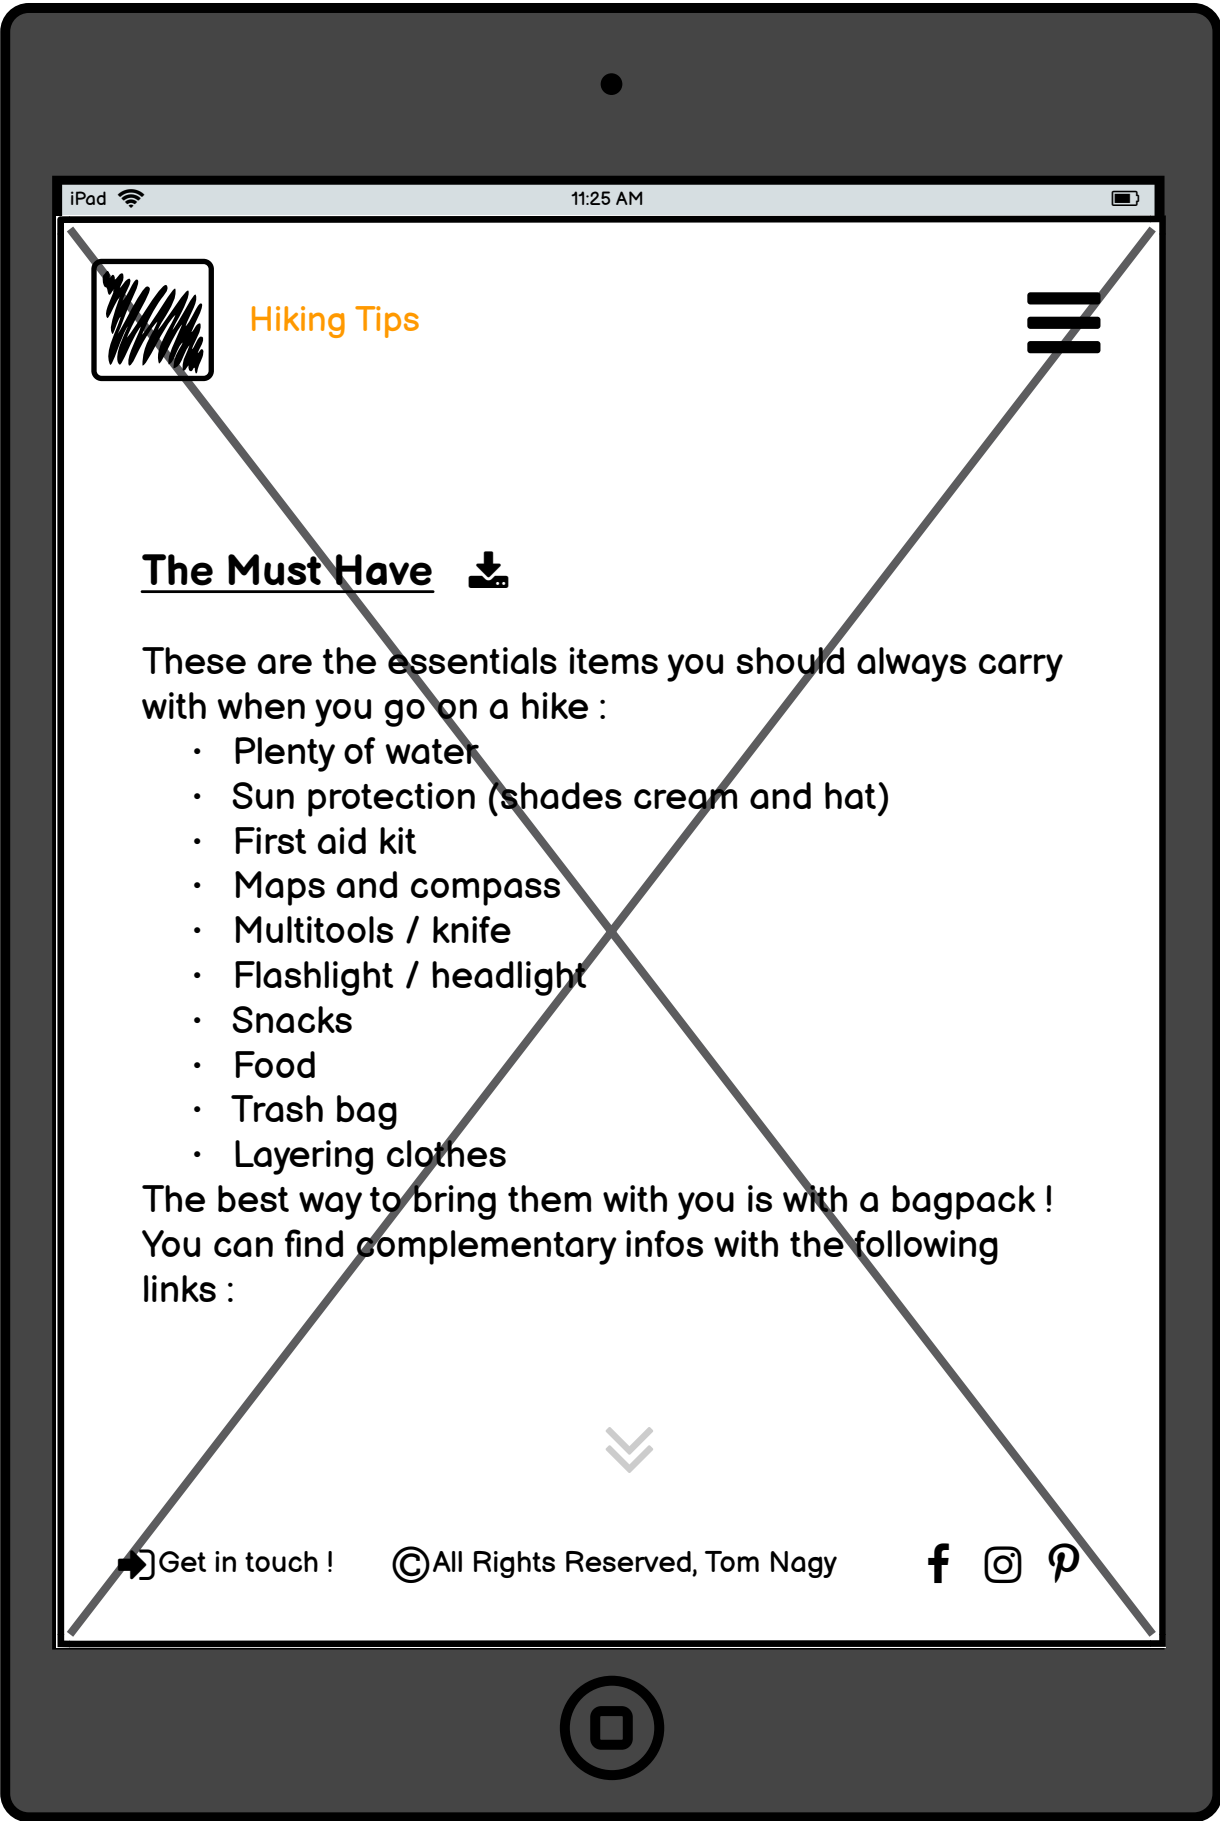 iPad
11:25 AM
Hiking Tips
The Must Have
These are the essentials items you should always carry
with when you go on a hike :
· Plenty of water
· Sun protection (shades cream and hat)
· First aid kit
· Maps and compass
· Multitools / knife
· Flashlight / headlight
· Snacks
· Food
· Trash bag
· Layering clothes
The best way to bring them with you is with a bagpack !
You can find complementary infos with the following
links :
Get in touch !
©All Rights Reserved, Tom Nagy